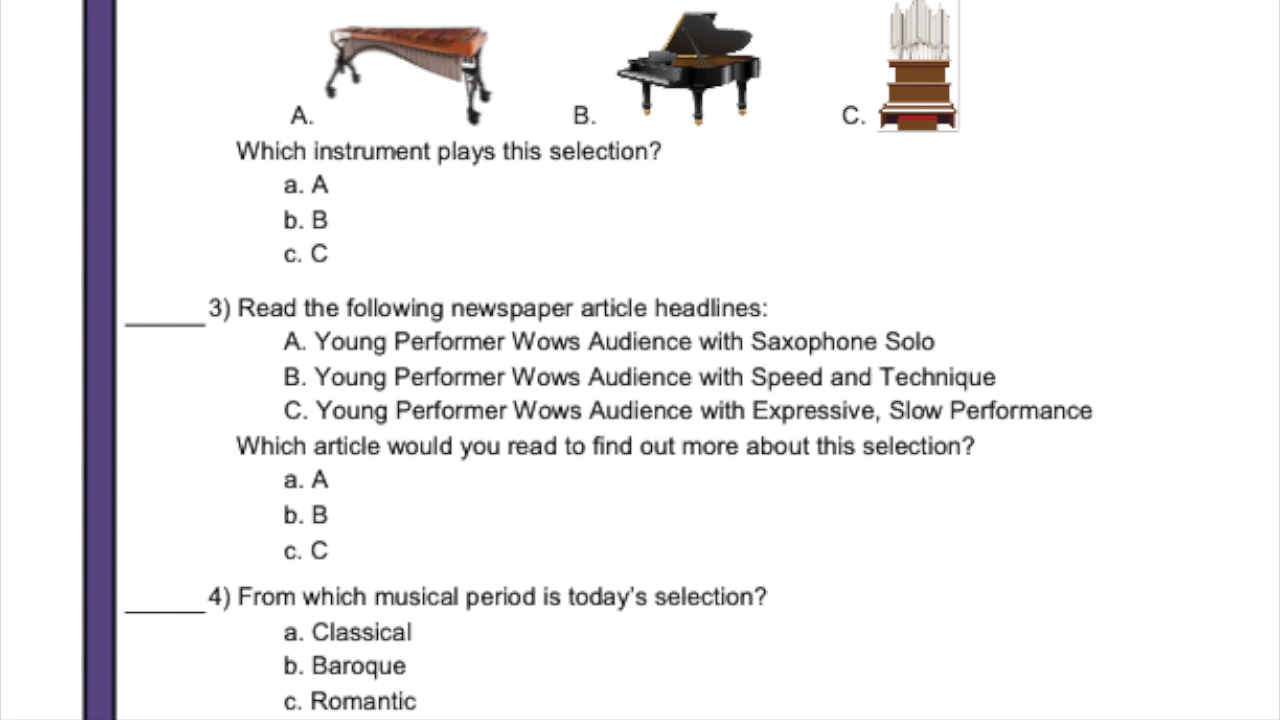 A. B. C.
Which instrument plays this selection?
a. A
b. B
c. C
3) Read the following newspaper article headlines:
A. Young Performer Wows Audience with Saxophone Solo
B. Young Performer Wows Audience with Speed and Technique
C. Young Performer Wows Audience with Expressive, Slow Performance
Which article would you read to find out more about this selection?
a. A
b. B
c. C
4) From which musical period is today's selection?
a. Classical
b. Baroque
c. Romantic